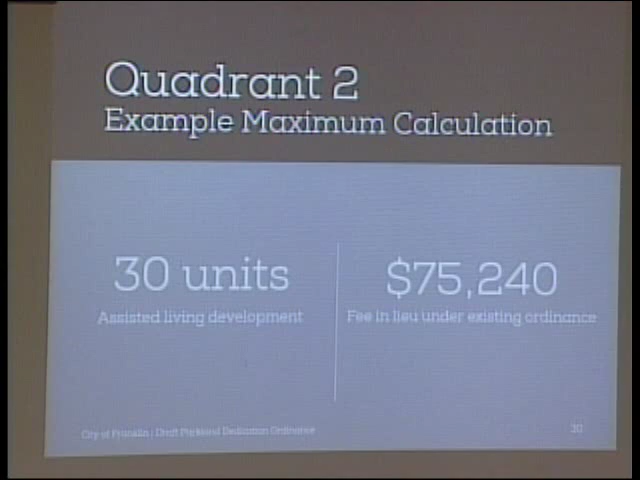 Quadrant 2
Example Maximum Calculation
30 units
Assisted living development
$75,240
Fee in lieu under existing ordinance
City of Franklin | Draft Parkland Dedication Ordinance
30